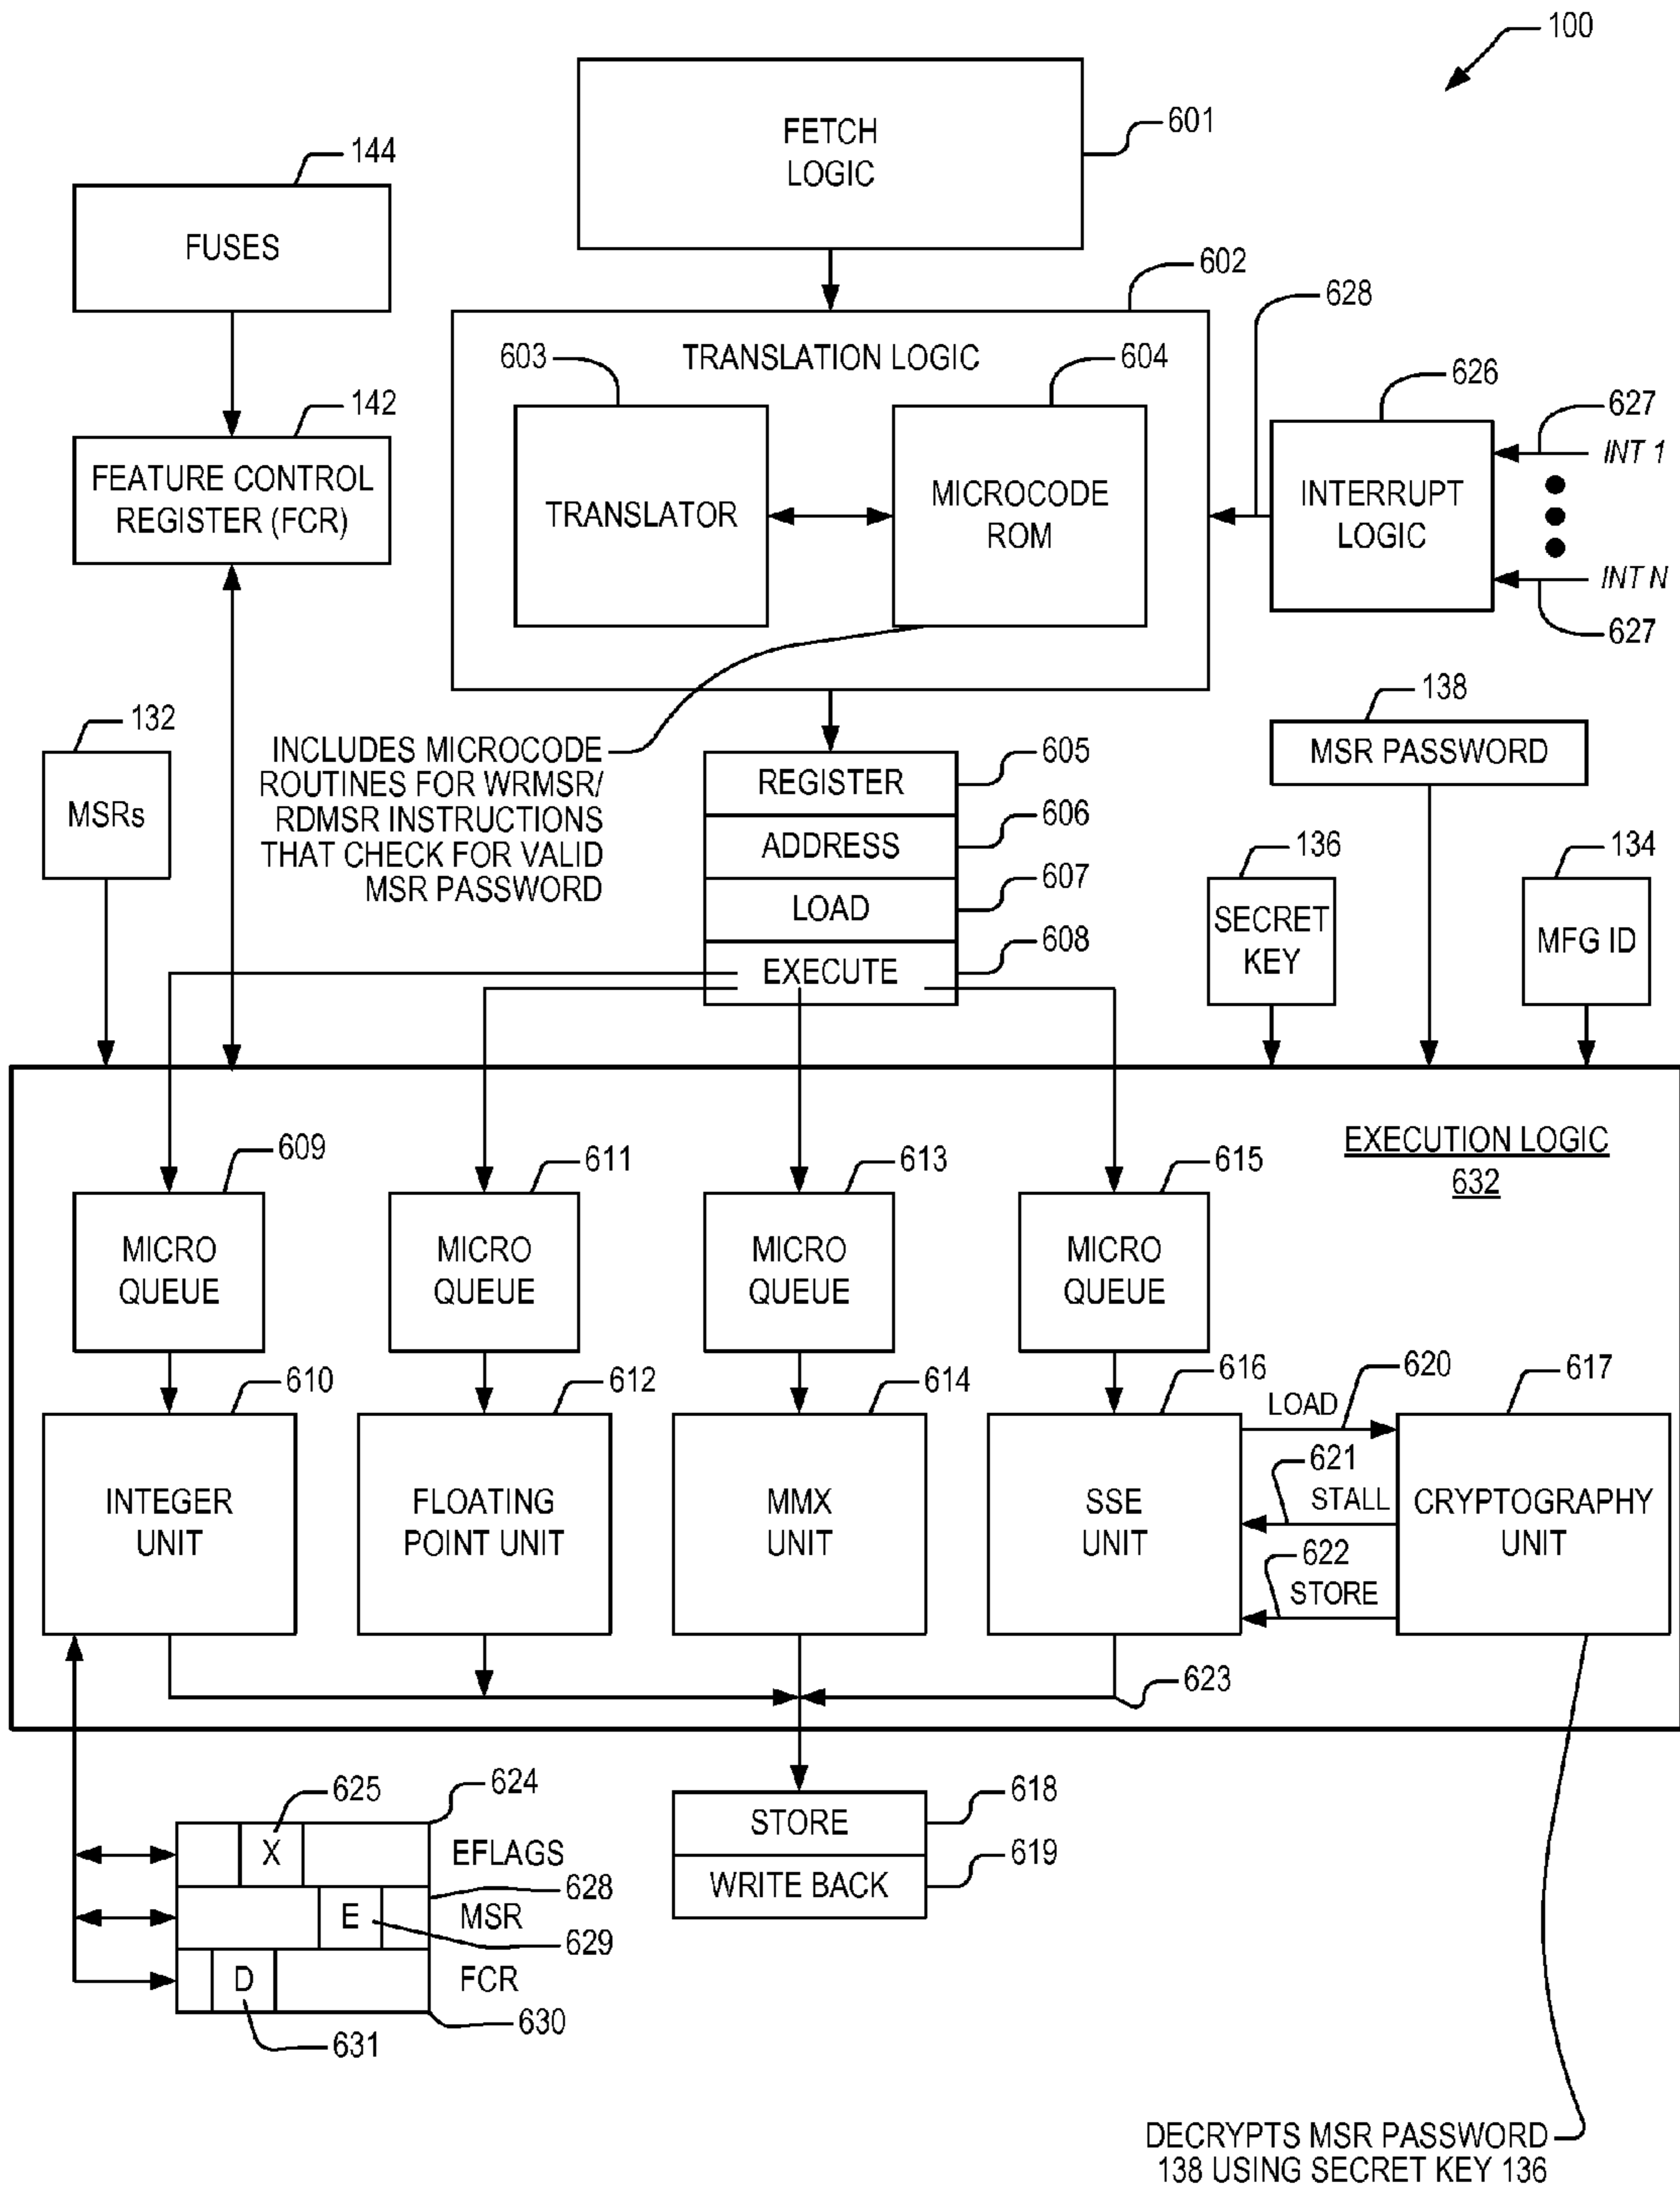 100
FETCH
LOGIC
601
144
FUSES
602
628
603
TRANSLATION LOGIC
604
626
142
627
INT 1
FEATURE CONTROL
REGISTER (FCR)
TRANSLATOR
MICROCODE
ROM
INTERRUPT
LOGIC
INT N
627
138
MSR PASSWORD
132
MSRs
INCLUDES MICROCODE
ROUTINES FOR WRMSR/
RDMSR INSTRUCTIONS
THAT CHECK FOR VALID
MSR PASSWORD
REGISTER
605
ADDRESS
606
LOAD
607
EXECUTE
608
136
SECRET
KEY
134
MFG ID
EXECUTION LOGIC
632
609
MICRO
QUEUE
611
MICRO
QUEUE
613
MICRO
QUEUE
615
MICRO
QUEUE
610
INTEGER
UNIT
612
FLOATING
POINT UNIT
614
MMX
UNIT
616
SSE
UNIT
LOAD
620
621
STALL
622
STORE
617
CRYPTOGRAPHY
UNIT
623
625
624
X
EFLAGS
628
E
MSR
629
D
FCR
630
631
STORE
618
WRITE BACK
619
DECRYPTS MSR PASSWORD
138 USING SECRET KEY 136